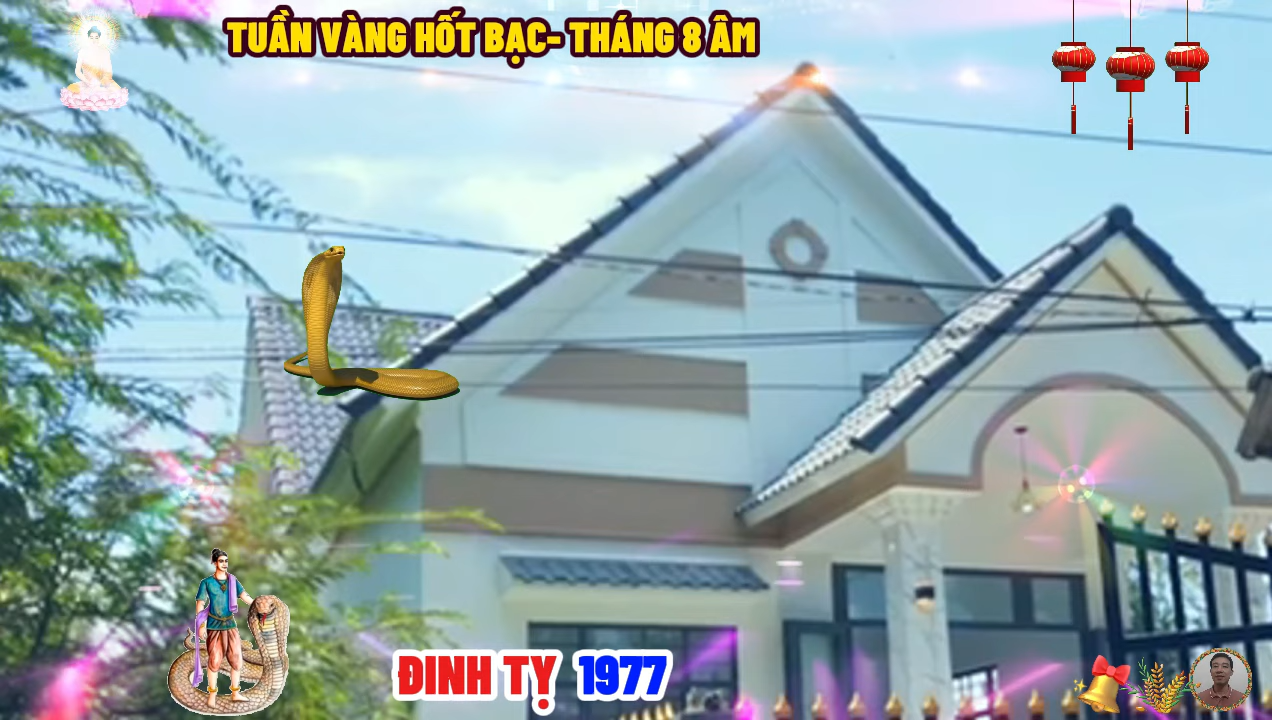 TUẦN VÀNG HỐT BẠC- THÁNG 8 ÂM
ĐINH TỴ 1977